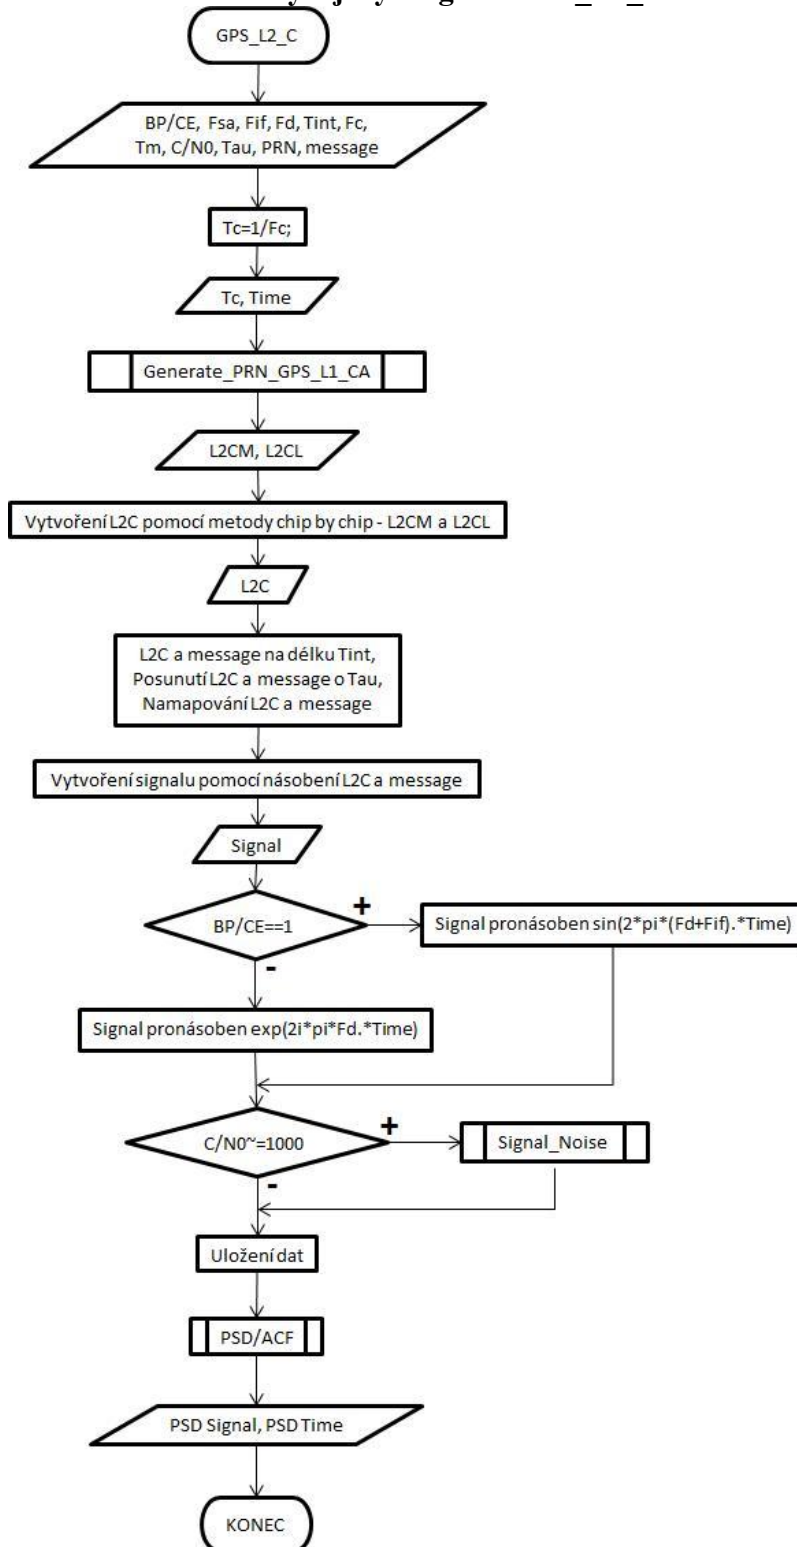 GPS_L2_C
BP/CE, Fsa, Fif, Fd, Tint, Fc,
Tm, C/N0, Tau, PRN, message
Tc=1/Fc;
Tc, Time
Generate_PRN_GPS_L1_CA
L2CM, L2CL
Vytvoření L2C pomocí metody chip by chip - L2CM a L2CL
L2C
L2C a message na délku Tint,
Posunutí L2C a message o Tau,
Namapování L2C a message
Vytvoření signalu pomocí násobení L2C a message
Signal
BP/CE==1
+
Signal pronásoben sin(2*pi*(Fd+Fif).*Time)
-
Signal pronásoben exp(2i*pi*Fd.*Time)
C/N0~=1000
+
Signal_Noise
-
Uložení dat
PSD/ACF
PSD Signal, PSD Time
KONEC